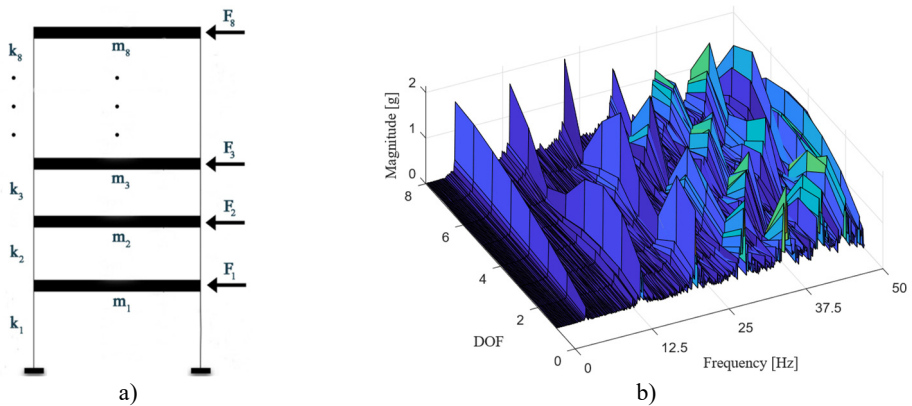 F₈
m₈
k₈
F₃
m₃
k₃
F₂
m₂
k₂
F₁
m₁
k₁
a)
2
1
0
Magnitude [g]
8
6
4
2
0
DOF
0
12.5
25
37.5
50
Frequency [Hz]
b)